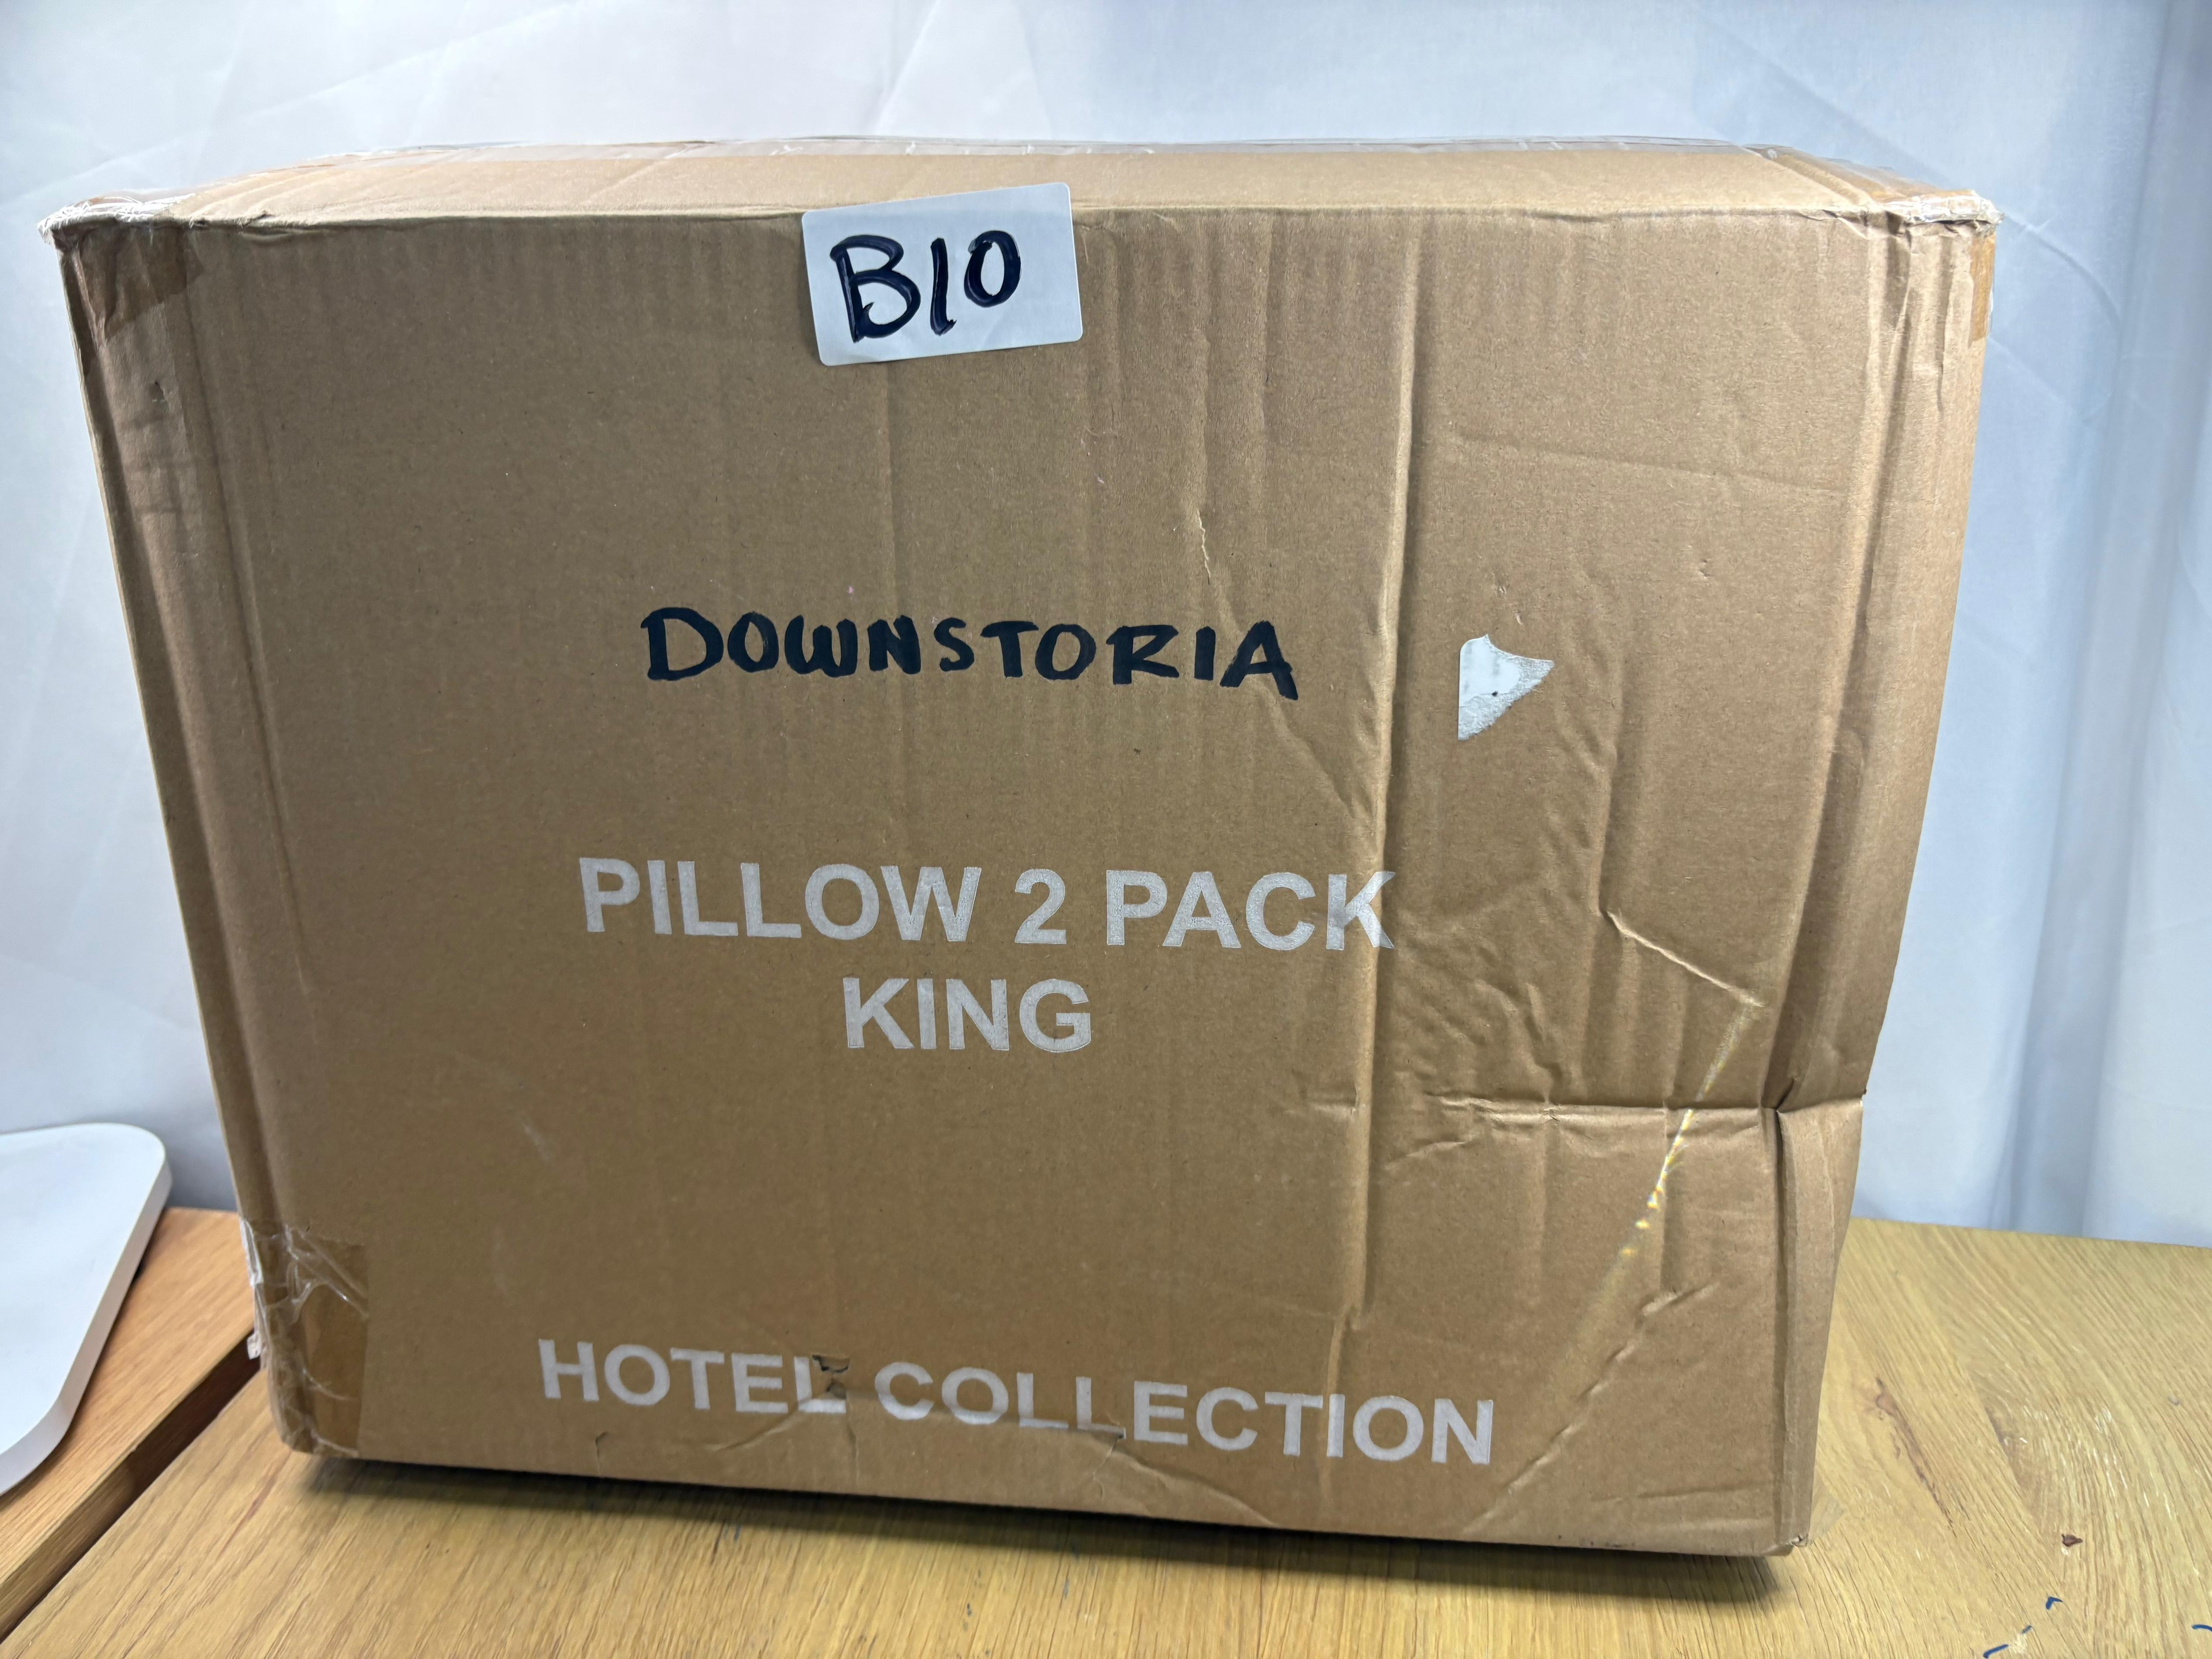 B10
DOWNSTORIA
PILLOW 2 PACK
KING
HOTEL COLLECTION